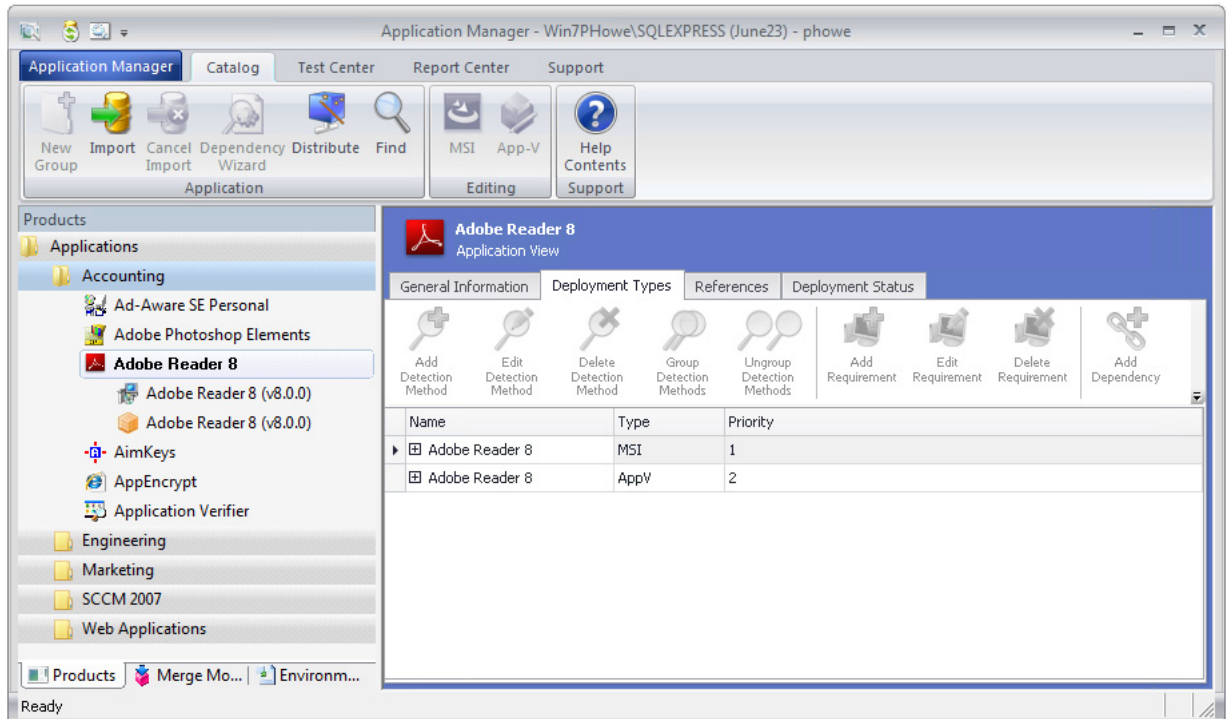 Application Manager - Win7PHowe\SQLEXPRESS (June23) - phowe
Application Manager Catalog Test Center Report Center Support
New Group Import Cancel Import Dependency Wizard Distribute Find MSI App-V Help Contents
Application Editing Support
Products
Applications
Accounting
Ad-Aware SE Personal
Adobe Photoshop Elements
Adobe Reader 8
Adobe Reader 8 (v8.0.0)
Adobe Reader 8 (v8.0.0)
AimKeys
AppEncrypt
Application Verifier
Engineering
Marketing
SCCM 2007
Web Applications
Products Merge Mo... Environm...
Adobe Reader 8
Application View
General Information Deployment Types References Deployment Status
Add Detection Method Edit Detection Method Delete Detection Method Group Detection Methods Ungroup Detection Methods Add Requirement Edit Requirement Delete Requirement Add Dependency
Name Type Priority
Adobe Reader 8 MSI 1
Adobe Reader 8 AppV 2
Ready